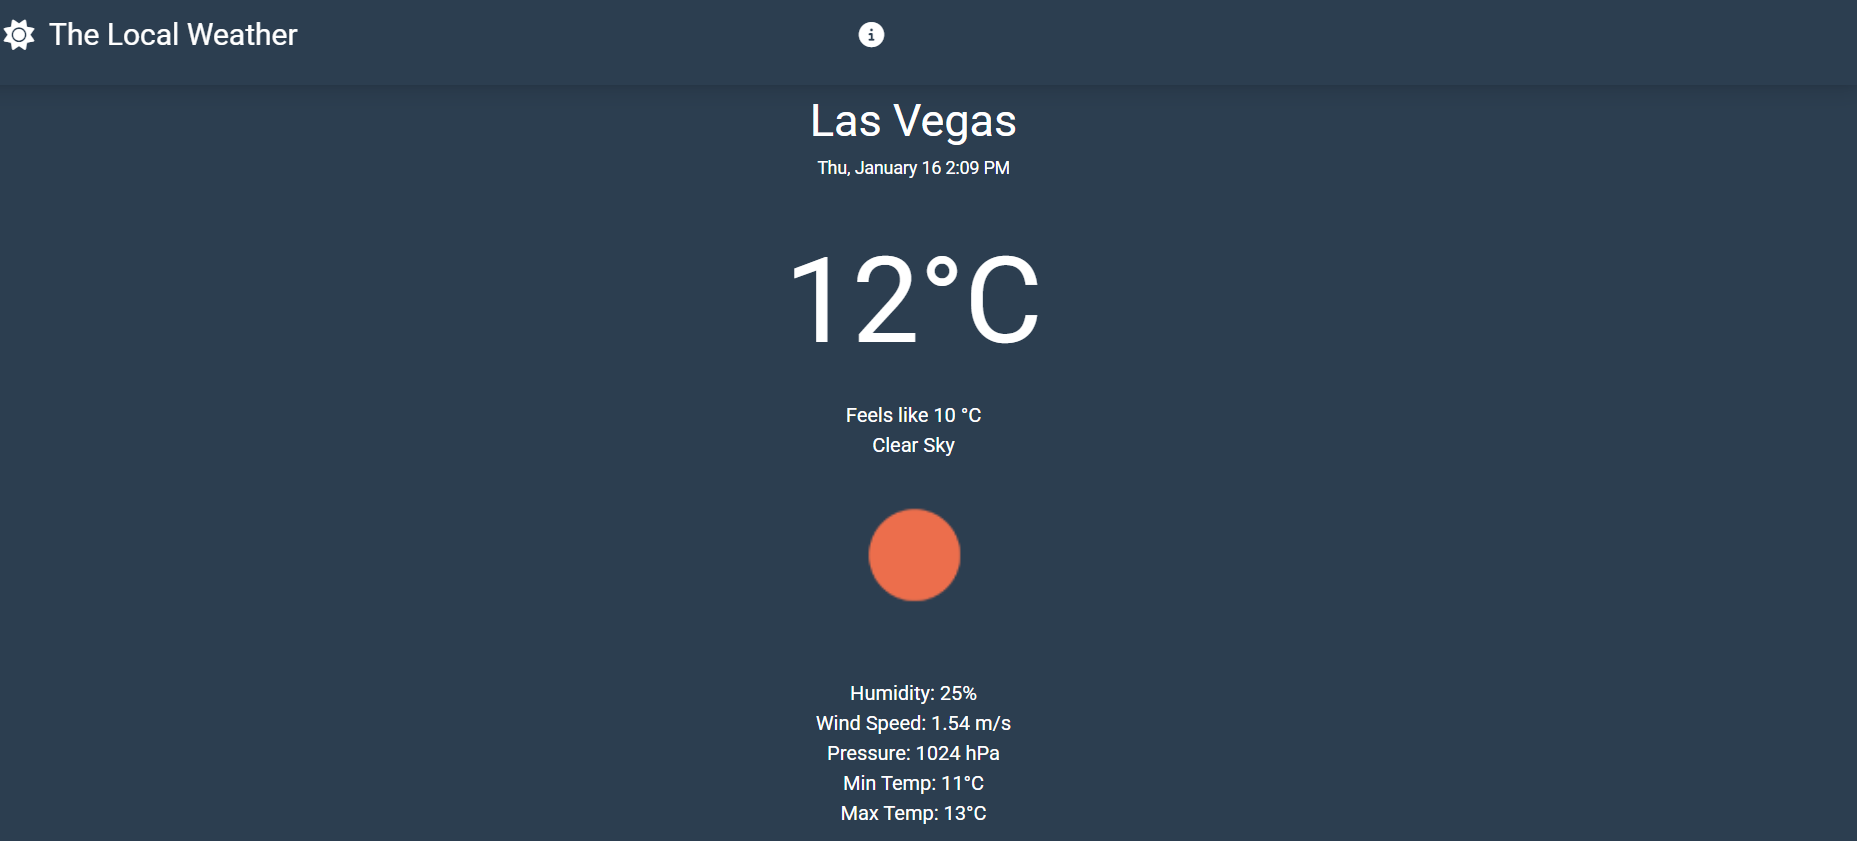 The Local Weather
Las Vegas
Thu, January 16 2:09 PM
12°C
Feels like 10 °C
Clear Sky
Humidity: 25%
Wind Speed: 1.54 m/s
Pressure: 1024 hPa
Min Temp: 11°C
Max Temp: 13°C